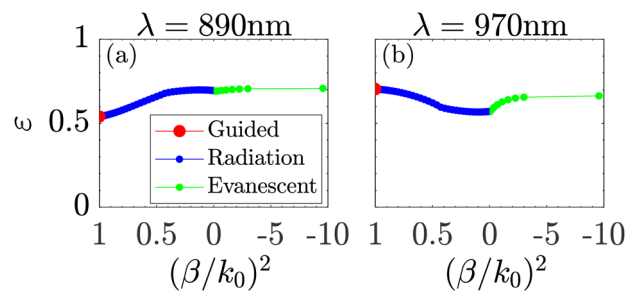 λ = 890nm
λ = 970nm
(a)
(b)
1
0.5
0
ε
Guided
Radiation
Evanescent
1 0.5 0 -5 -10
1 0.5 0 -5 -10
(β/k₀)²
(β/k₀)²